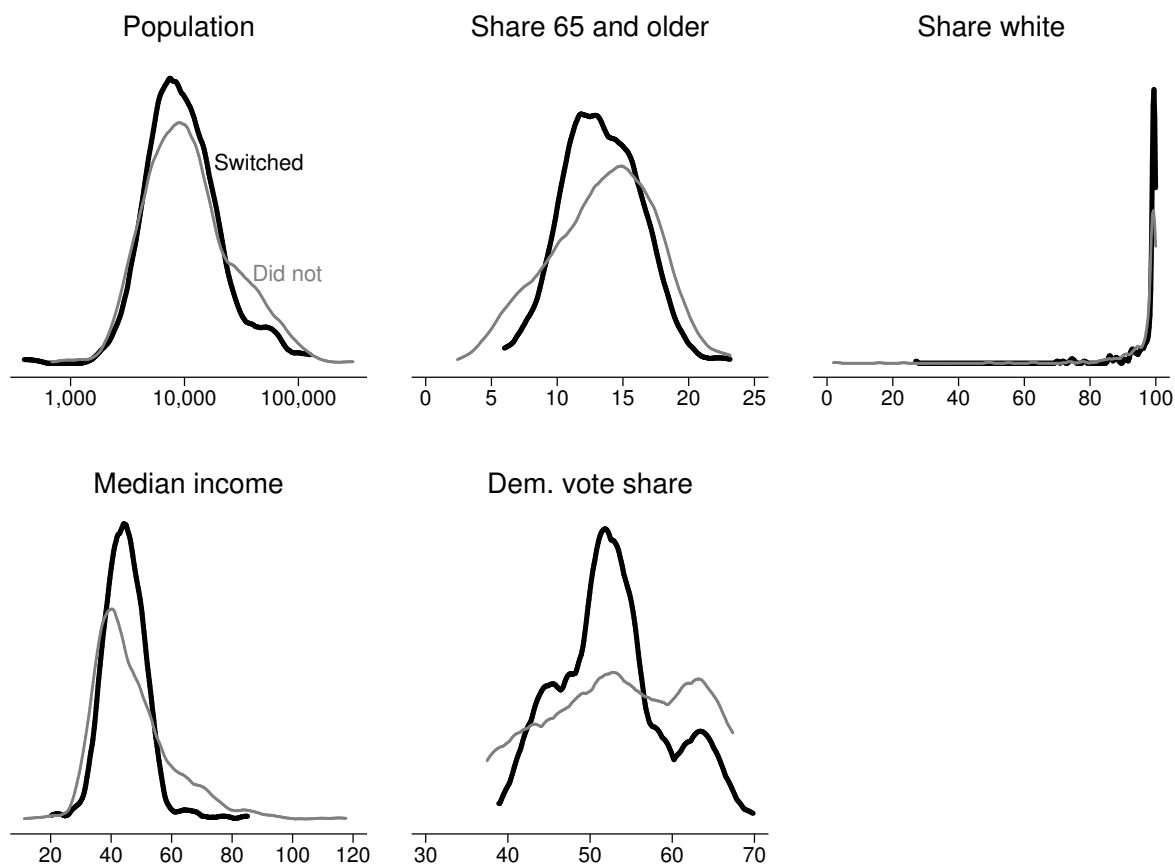 Population
Share 65 and older
Share white
Switched
Did not
1,000 10,000 100,000
0 5 10 15 20 25
0 20 40 60 80 100
Median income
Dem. vote share
20 40 60 80 100 120
30 40 50 60 70